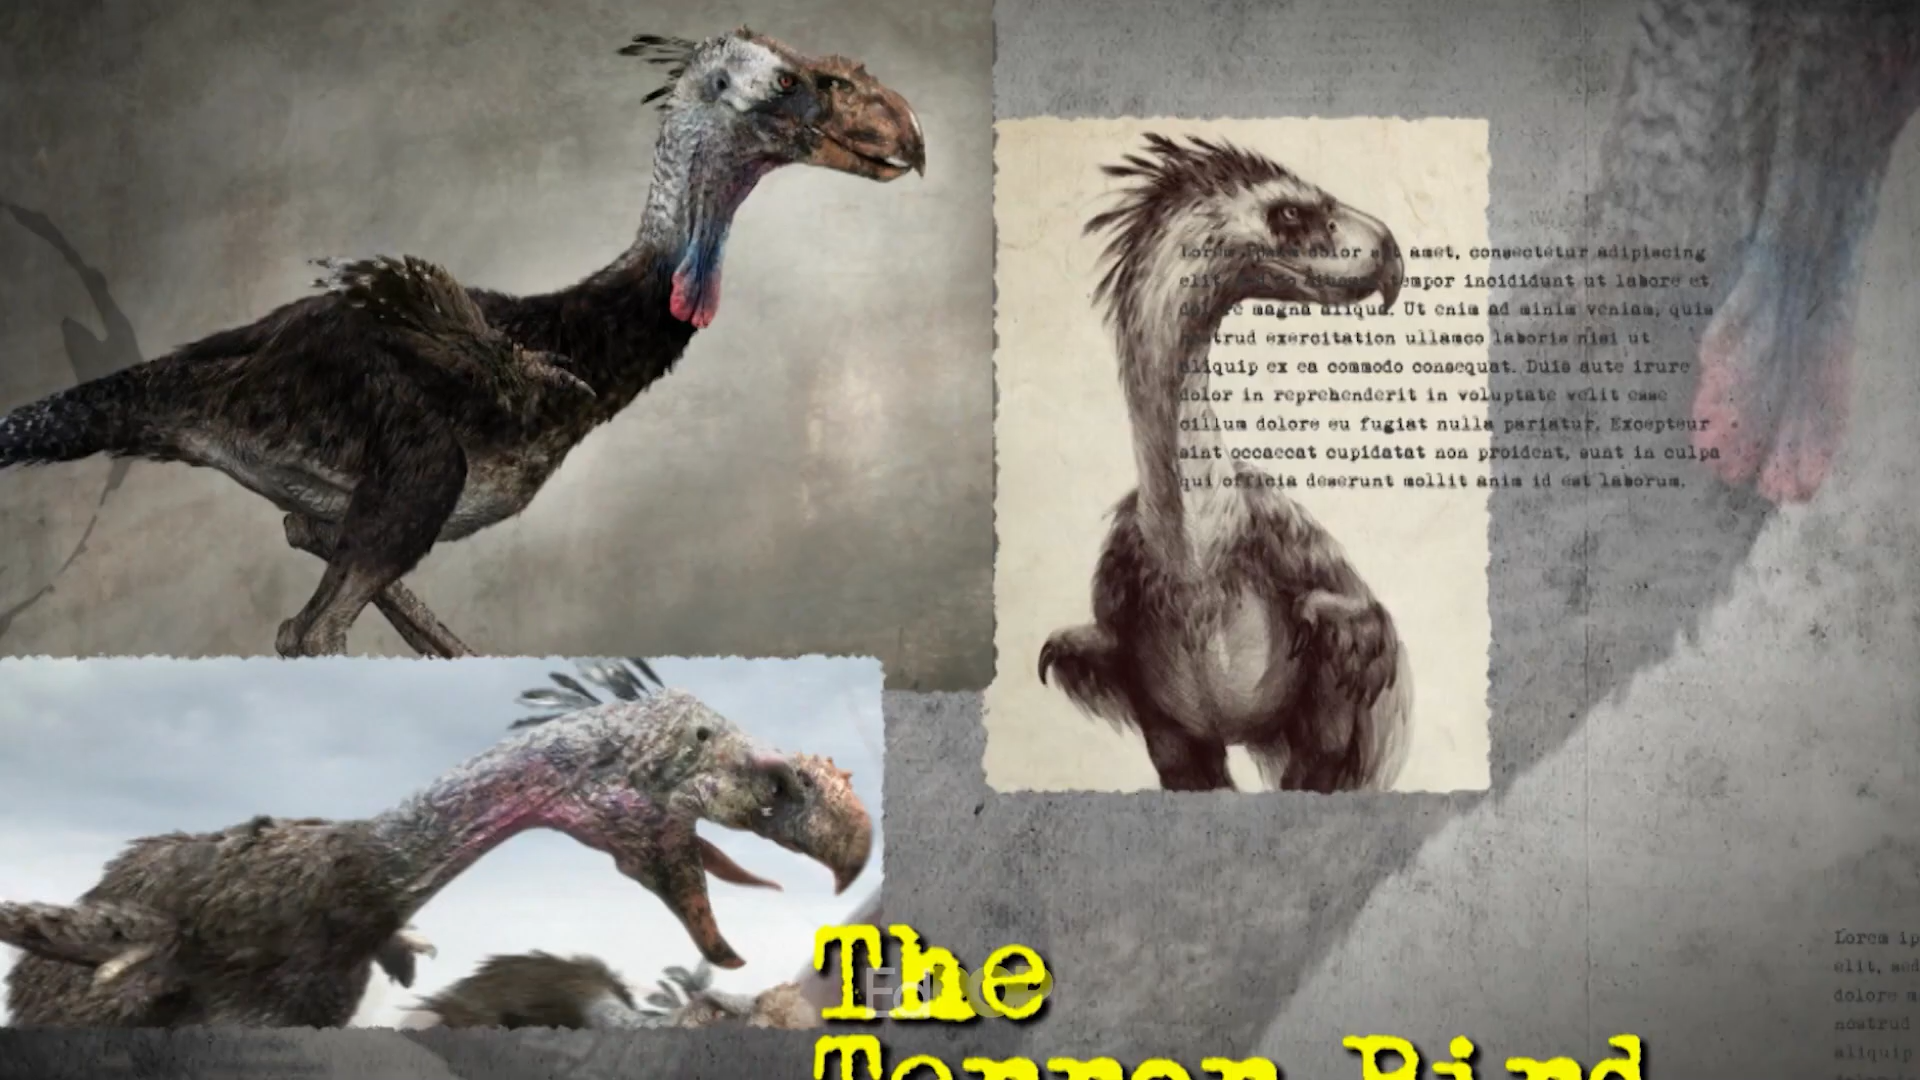 Lorem ipsum dolor sit amet, consectetur adipiscing
elit, sed do eiusmod tempor incididunt ut labore et
dolore magna aliqua. Ut enim ad minim veniam, quis
nostrud exercitation ullamco laboris nisi ut
aliquip ex ea commodo consequat. Duis aute irure
dolor in reprehenderit in voluptate velit esse
cillum dolore eu fugiat nulla pariatur. Excepteur
sint occaecat cupidatat non proident, sunt in culpa
qui officia deserunt mollit anim id est laborum.
The
Terror Bird
Lorem ip
elit, sed
dolore m
nostrud
aliquip